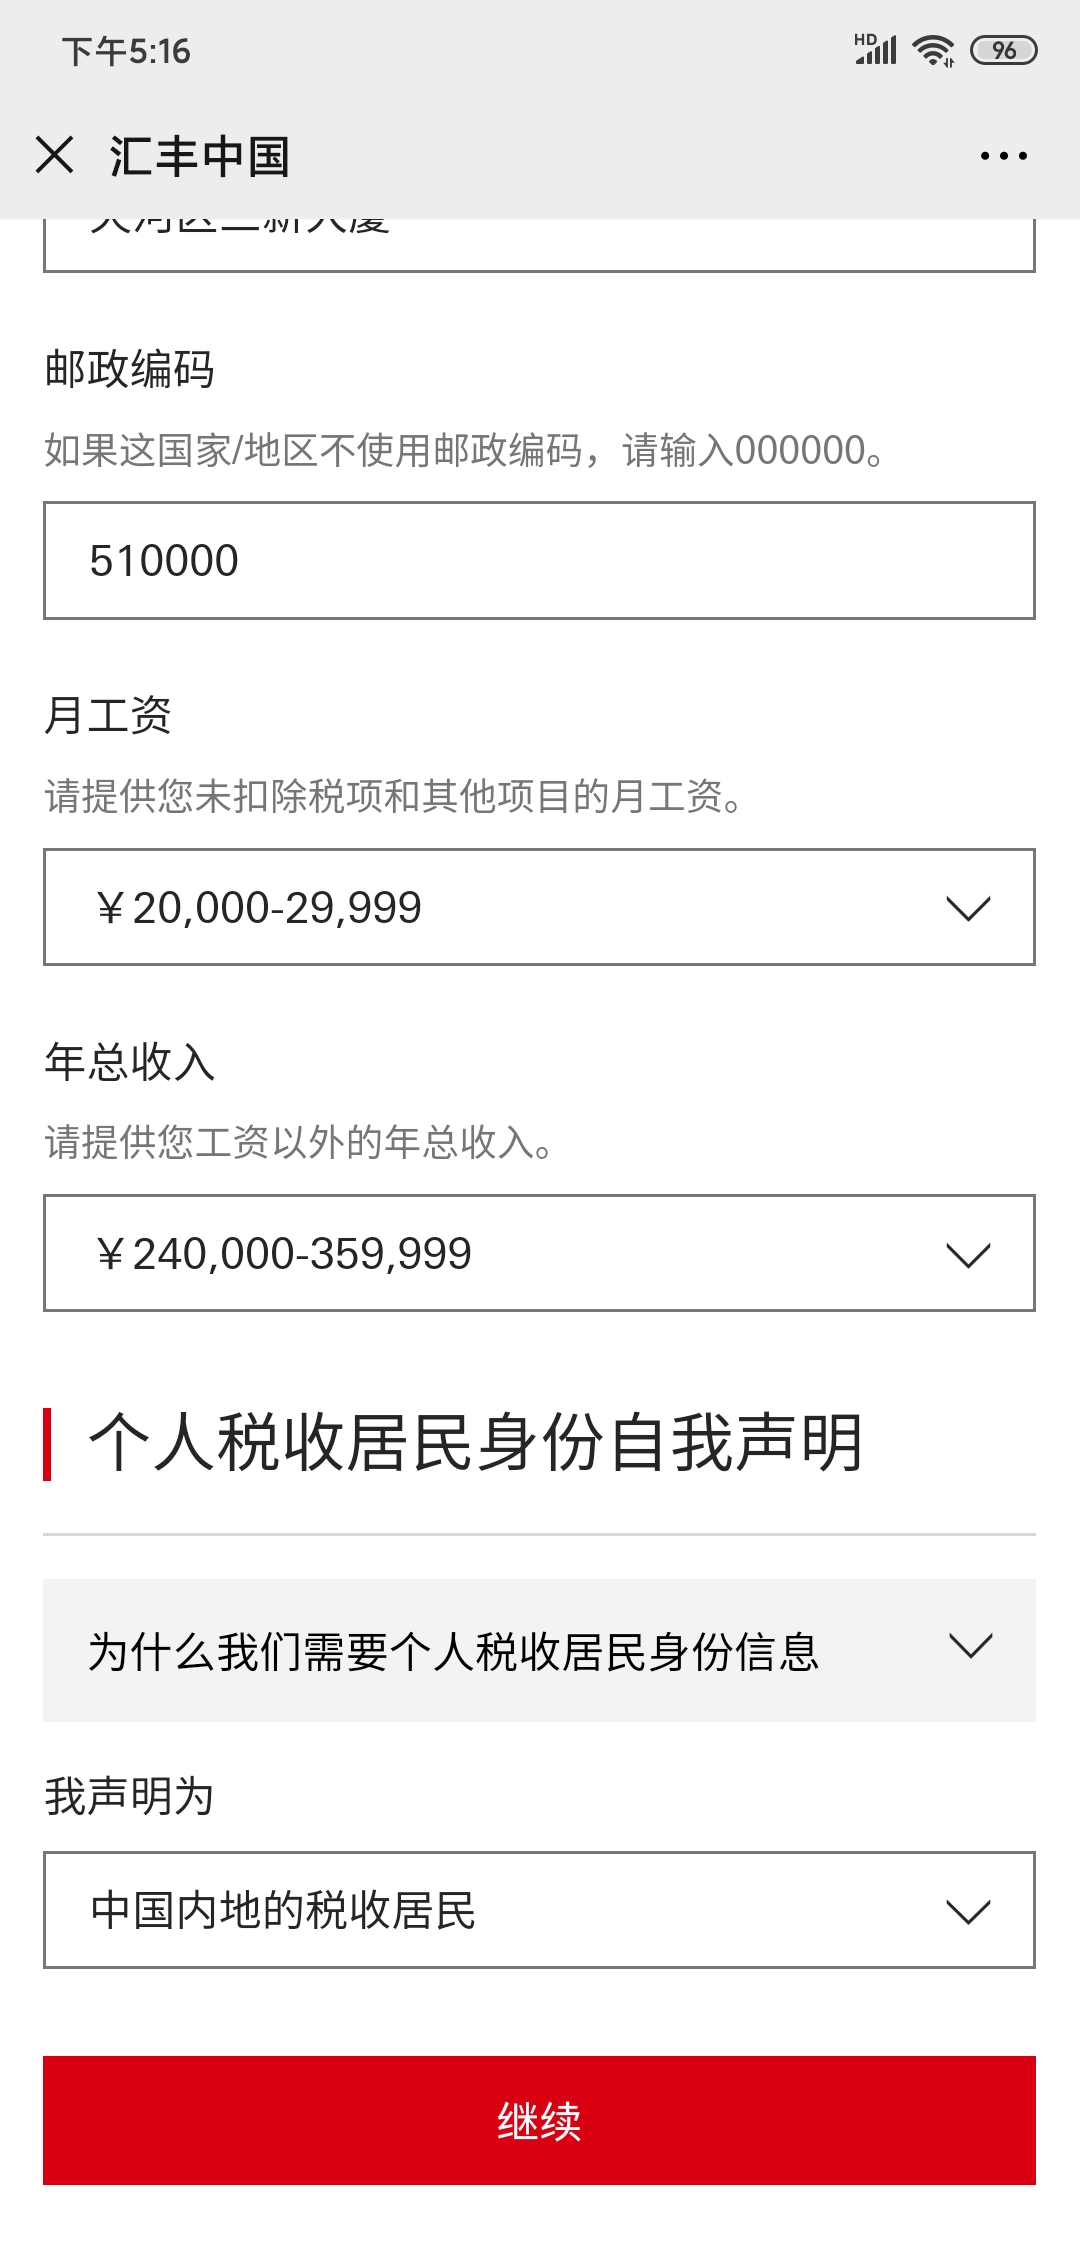 下午5:16
HD
96
汇丰中国
邮政编码
如果这国家/地区不使用邮政编码，请输入000000。
510000
月工资
请提供您未扣除税项和其他项目的月工资。
￥20,000-29,999
年总收入
请提供您工资以外的年总收入。
￥240,000-359,999
个人税收居民身份自我声明
为什么我们需要个人税收居民身份信息
我声明为
中国内地的税收居民
继续